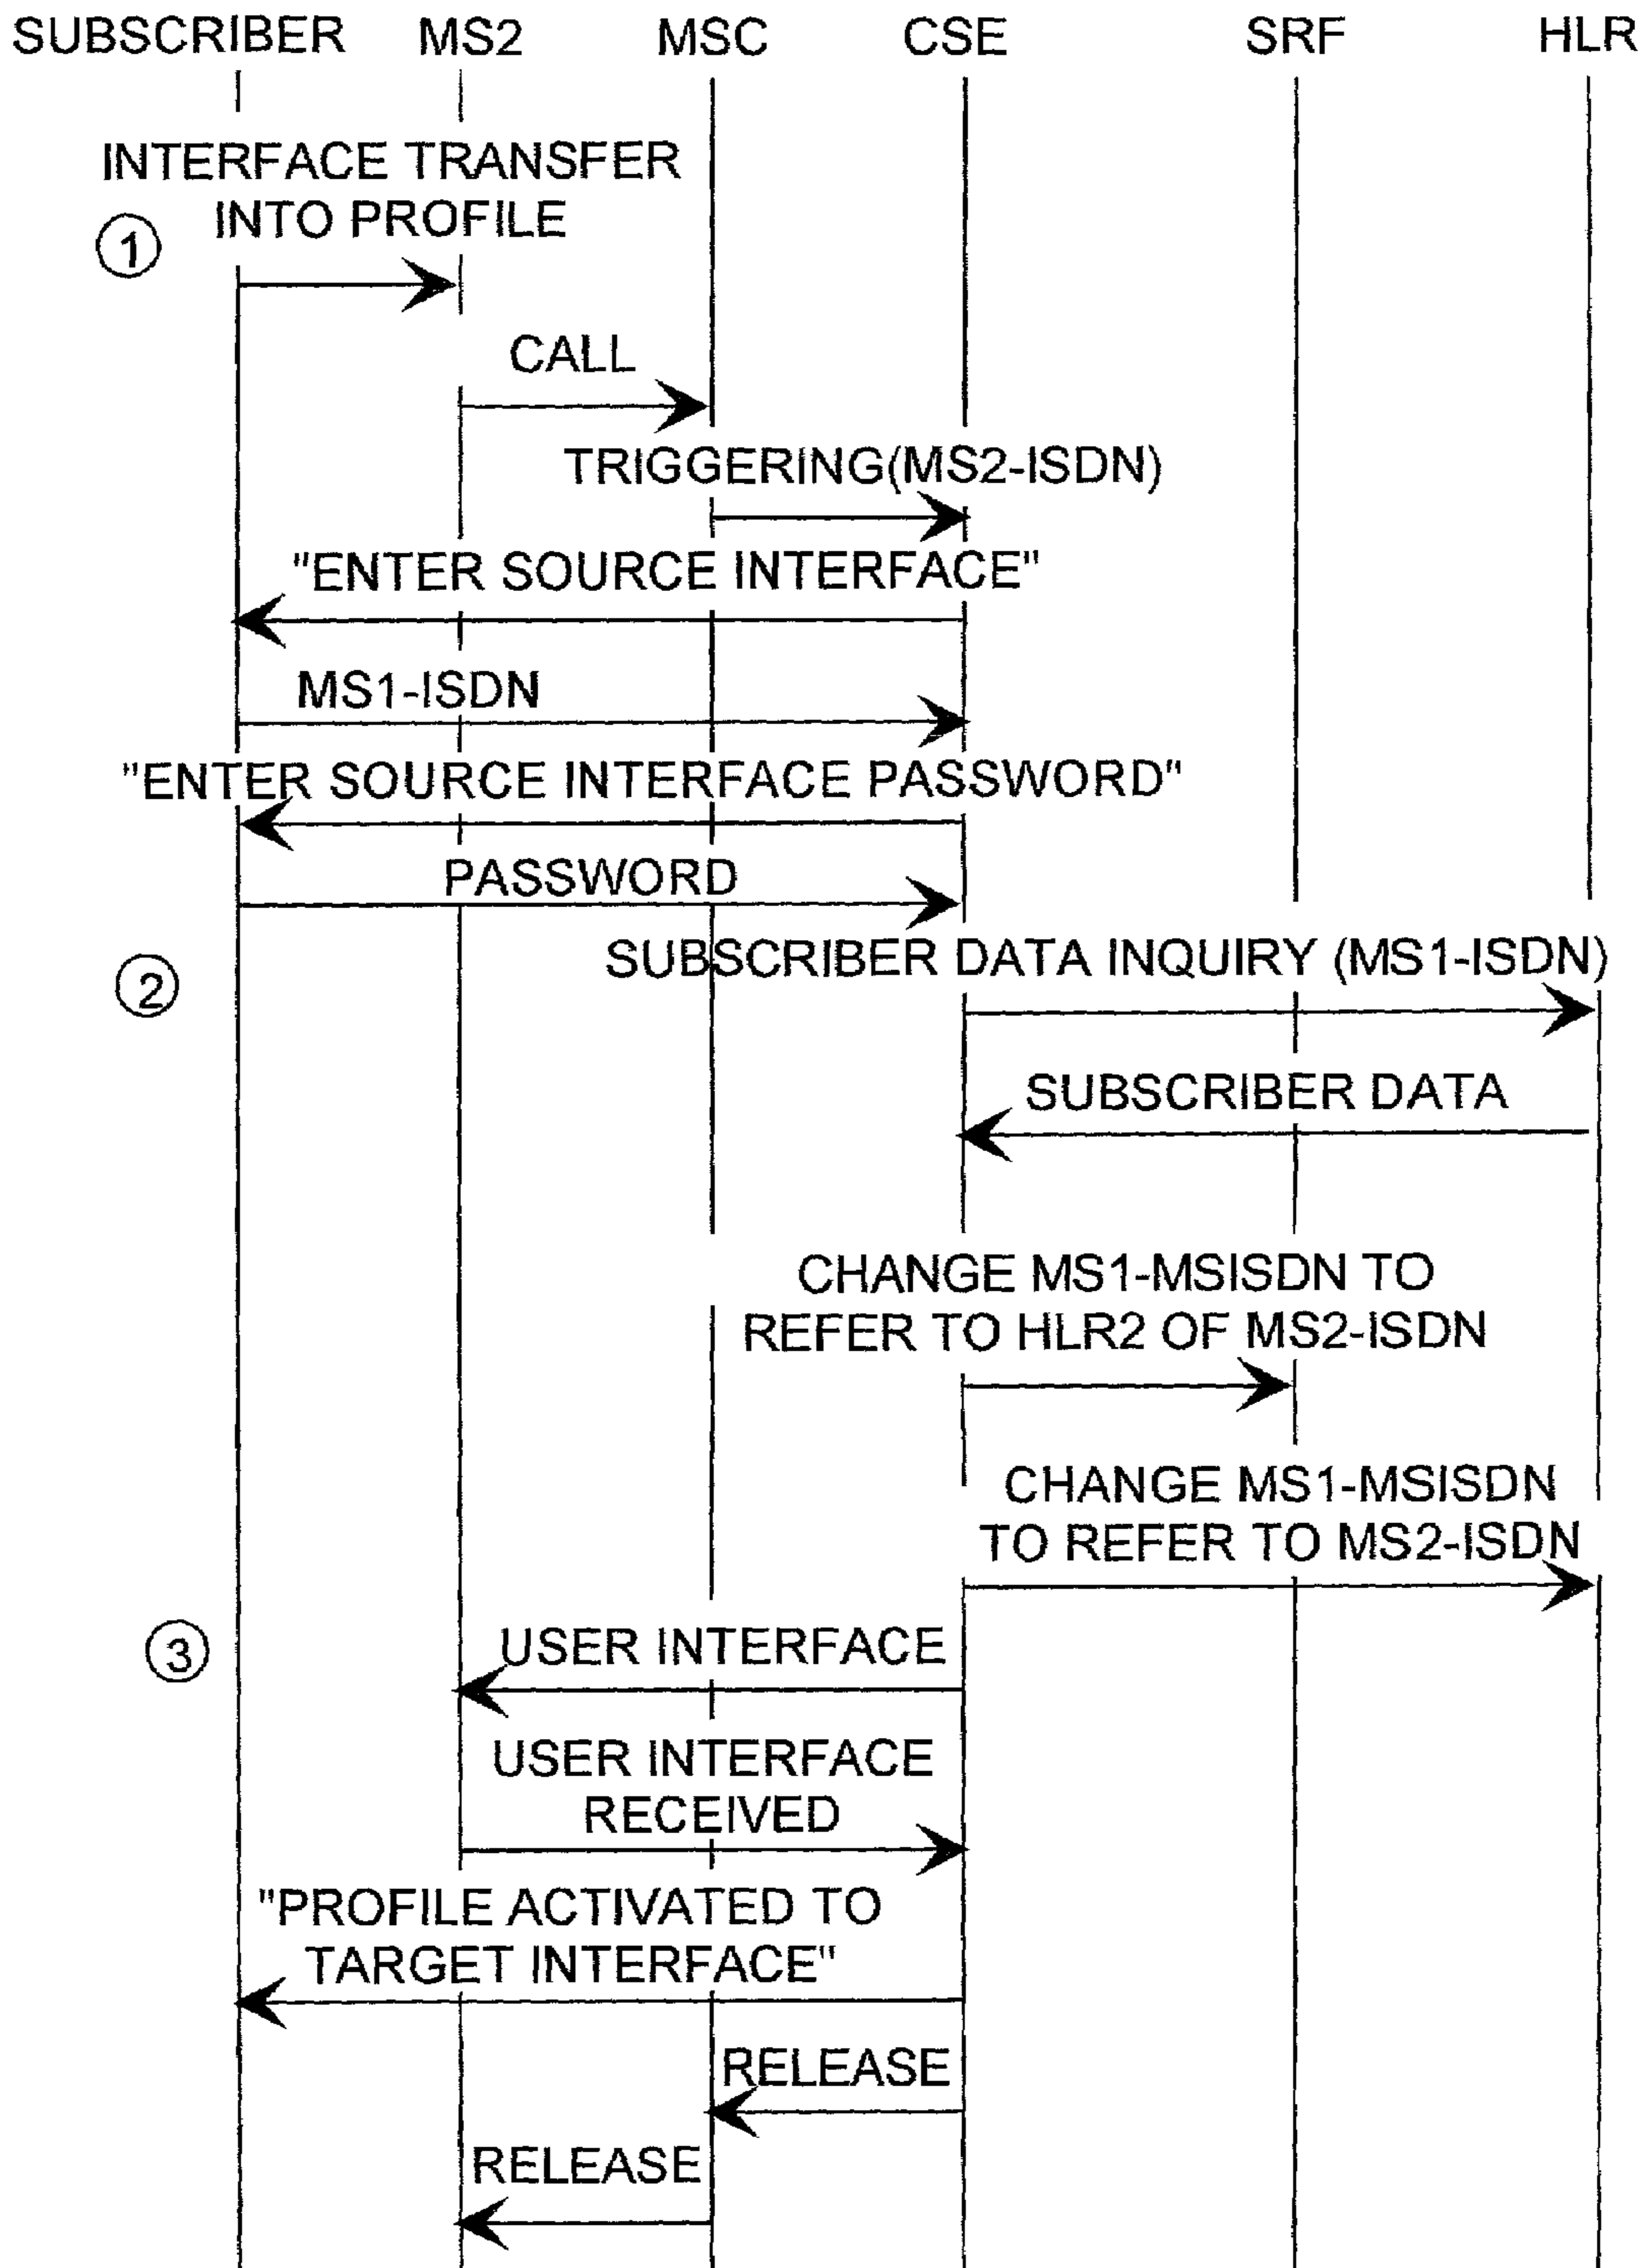 SUBSCRIBER MS2 MSC CSE SRF HLR
INTERFACE TRANSFER
INTO PROFILE
1
CALL
TRIGGERING(MS2-ISDN)
"ENTER SOURCE INTERFACE"
MS1-ISDN
"ENTER SOURCE INTERFACE PASSWORD"
PASSWORD
SUBSCRIBER DATA INQUIRY (MS1-ISDN)
2
SUBSCRIBER DATA
CHANGE MS1-MSISDN TO
REFER TO HLR2 OF MS2-ISDN
CHANGE MS1-MSISDN
TO REFER TO MS2-ISDN
3
USER INTERFACE
USER INTERFACE
RECEIVED
"PROFILE ACTIVATED TO
TARGET INTERFACE"
RELEASE
RELEASE